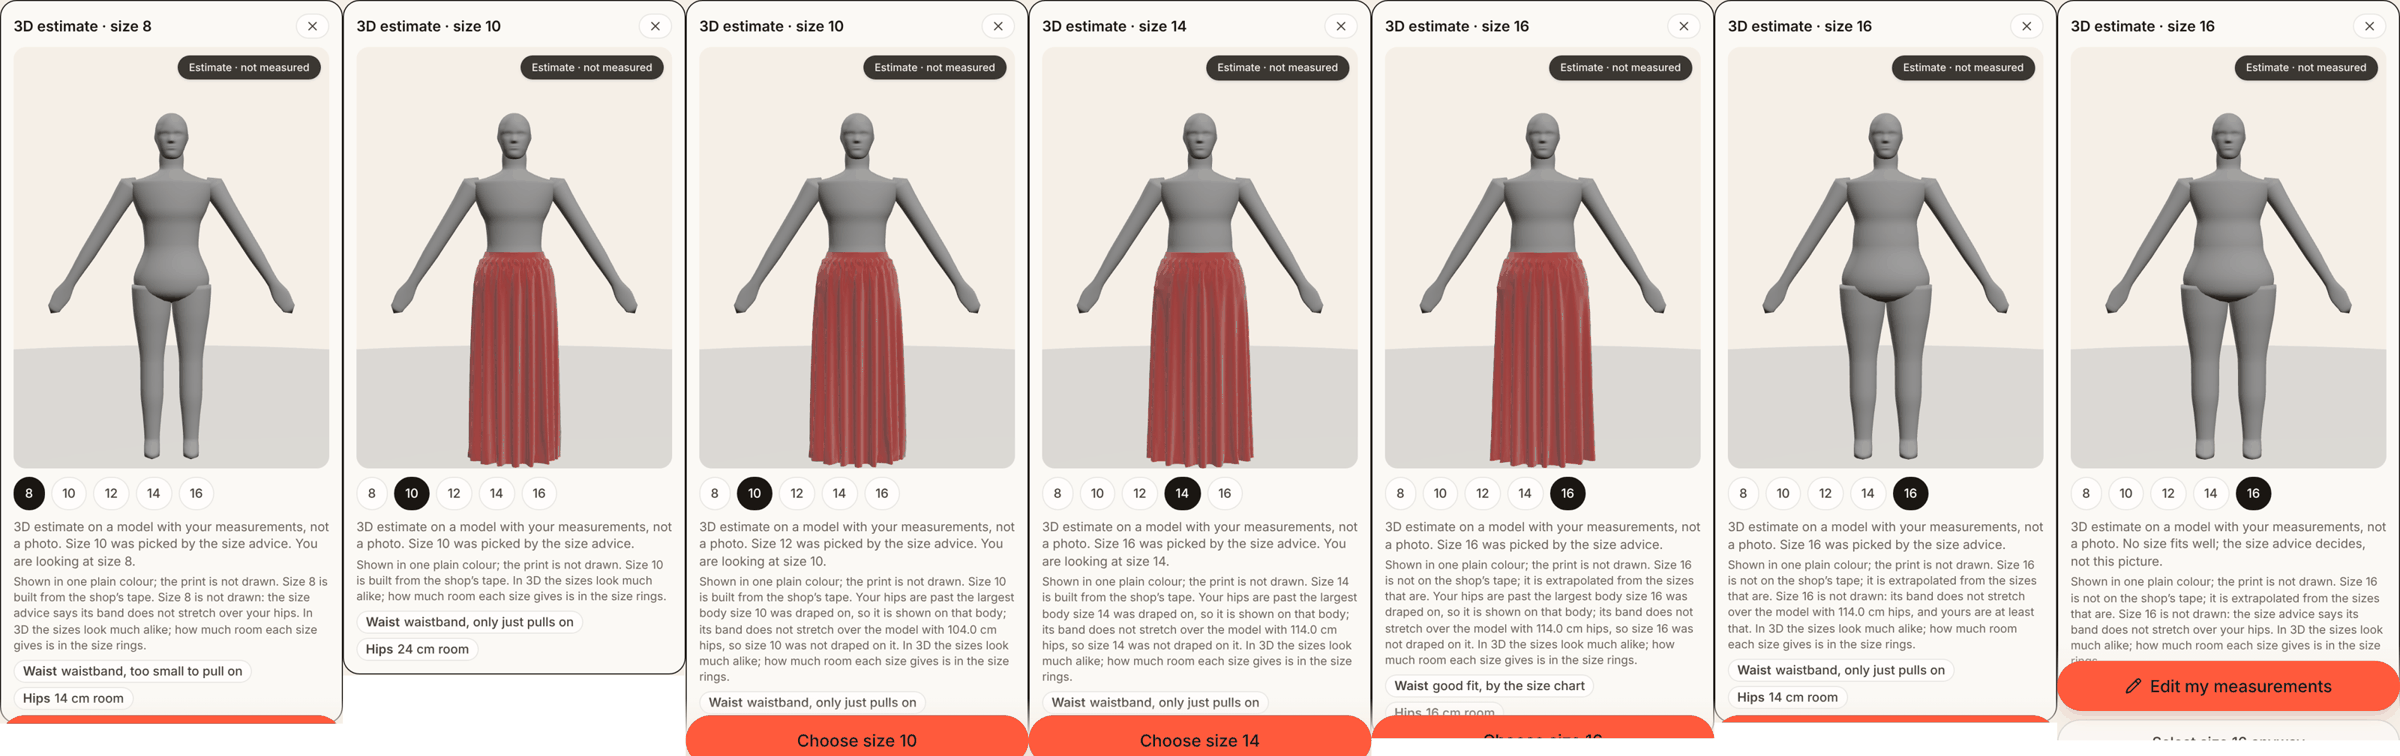 3D estimate · size 8
Estimate · not measured
8 10 12 14 16
3D estimate on a model with your measurements, not
a photo. Size 10 was picked by the size advice. You
are looking at size 8.
Shown in one plain colour; the print is not drawn. Size 8 is
built from the shop’s tape. Size 8 is not drawn: the size
advice says its band does not stretch over your hips. In
3D the sizes look much alike; how much room each size
gives is in the size rings.
Waist waistband, too small to pull on
Hips 14 cm room
3D estimate · size 10
Estimate · not measured
8 10 12 14 16
3D estimate on a model with your measurements, not
a photo. Size 10 was picked by the size advice.
Shown in one plain colour; the print is not drawn. Size 10
is built from the shop’s tape. In 3D the sizes look much
alike; how much room each size gives is in the size rings.
Waist waistband, only just pulls on
Hips 24 cm room
3D estimate · size 10
Estimate · not measured
8 10 12 14 16
3D estimate on a model with your measurements, not
a photo. Size 12 was picked by the size advice. You
are looking at size 10.
Shown in one plain colour; the print is not drawn. Size 10
is built from the shop’s tape. Your hips are past the largest
body size 10 was draped on, so it is shown on that body;
its band does not stretch over the model with 104.0 cm
hips, so size 10 was not draped on it. In 3D the sizes look
much alike; how much room each size gives is in the size
rings.
Waist waistband, only just pulls on
Choose size 10
3D estimate · size 14
Estimate · not measured
8 10 12 14 16
3D estimate on a model with your measurements, not
a photo. Size 16 was picked by the size advice. You
are looking at size 14.
Shown in one plain colour; the print is not drawn. Size 14
is built from the shop’s tape. Your hips are past the largest
body size 14 was draped on, so it is shown on that body;
its band does not stretch over the model with 114.0 cm
hips, so size 14 was not draped on it. In 3D the sizes look
much alike; how much room each size gives is in the size
rings.
Waist waistband, only just pulls on
Choose size 14
3D estimate · size 16
Estimate · not measured
8 10 12 14 16
3D estimate on a model with your measurements, not
a photo. Size 16 was picked by the size advice.
Shown in one plain colour; the print is not drawn. Size 16
is not on the shop’s tape; it is extrapolated from the sizes
that are. Your hips are past the largest body size 16 was
draped on, so it is shown on that body; its band does not
stretch over the model with 114.0 cm hips, so size 16 was
not draped on it. In 3D the sizes look much alike; how
much room each size gives is in the size rings.
Waist good fit, by the size chart
Hips 16 cm room
Choose size 16
3D estimate · size 16
Estimate · not measured
8 10 12 14 16
3D estimate on a model with your measurements, not
a photo. Size 16 was picked by the size advice.
Shown in one plain colour; the print is not drawn. Size 16
is not on the shop’s tape; it is extrapolated from the sizes
that are. Size 16 is not drawn: its band does not stretch
over the model with 114.0 cm hips, and yours are at least
that. In 3D the sizes look much alike; how much room
each size gives is in the size rings.
Waist waistband, only just pulls on
Hips 14 cm room
3D estimate · size 16
Estimate · not measured
8 10 12 14 16
3D estimate on a model with your measurements, not
a photo. No size fits well; the size advice decides,
not this picture.
Shown in one plain colour; the print is not drawn. Size 16
is not on the shop’s tape; it is extrapolated from the sizes
that are. Size 16 is not drawn: the size advice says its
band does not stretch over your hips. In 3D the sizes look
much alike; how much room each size gives is in the size
rings.
Edit my measurements
Select size 16 anyway